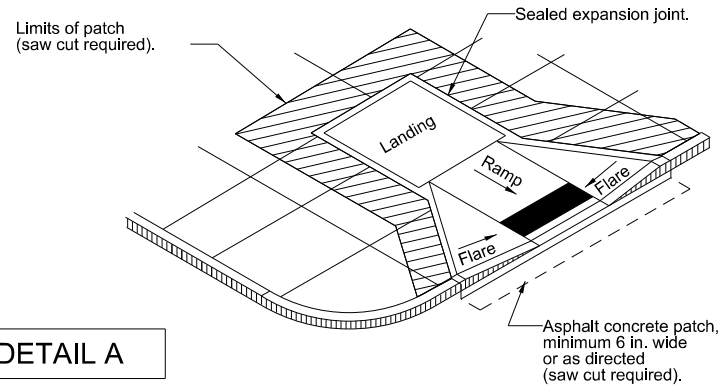 Limits of patch
(saw cut required).
Sealed expansion joint.
Landing
Ramp
Flare
Flare
DETAIL A
Asphalt concrete patch,
minimum 6 in. wide
or as directed
(saw cut required).